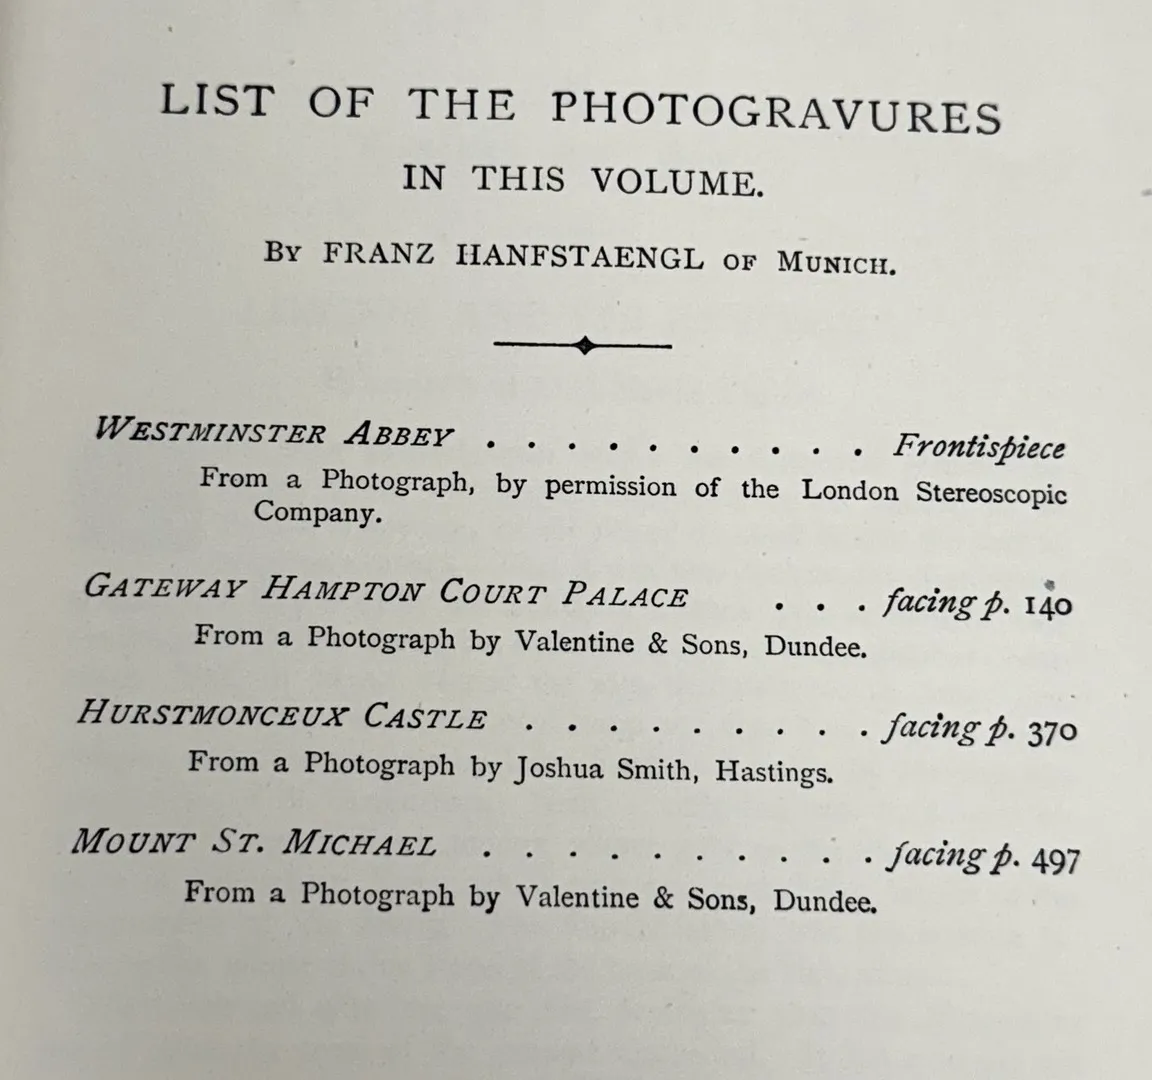 LIST OF THE PHOTOGRAVURES
IN THIS VOLUME.
By FRANZ HANFSTAENGL OF MUNICH.
WESTMINSTER ABBEY . . . . . . . . . . Frontispiece
From a Photograph, by permission of the London Stereoscopic
Company.
GATEWAY HAMPTON COURT PALACE . . . facing p. 140
From a Photograph by Valentine & Sons, Dundee.
HURSTMONCEUX CASTLE . . . . . . . . . facing p. 370
From a Photograph by Joshua Smith, Hastings.
MOUNT ST. MICHAEL . . . . . . . . . . facing p. 497
From a Photograph by Valentine & Sons, Dundee.